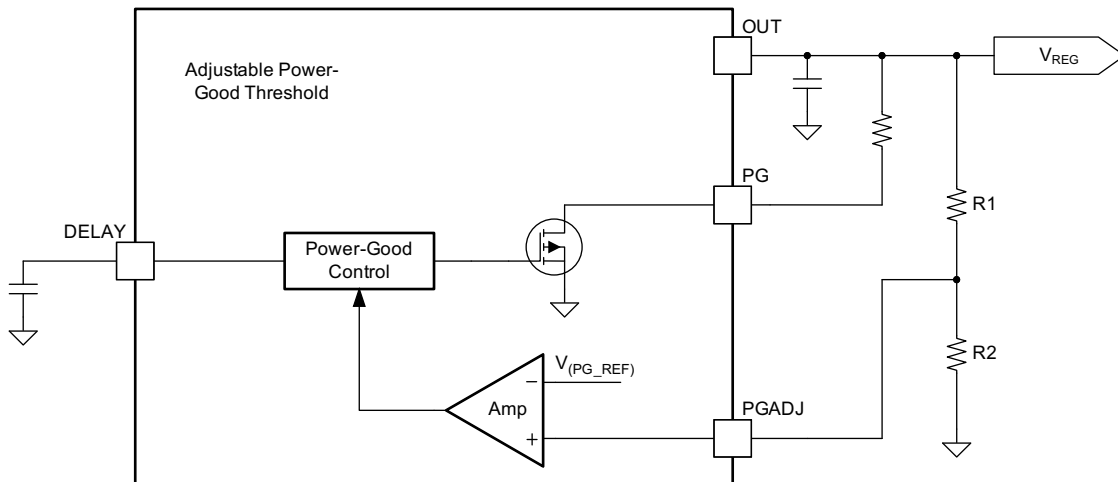 OUT
V_REG
Adjustable Power-
Good Threshold
PG
R1
DELAY
Power-Good
Control
R2
V_(PG_REF)
−
Amp
+
PGADJ